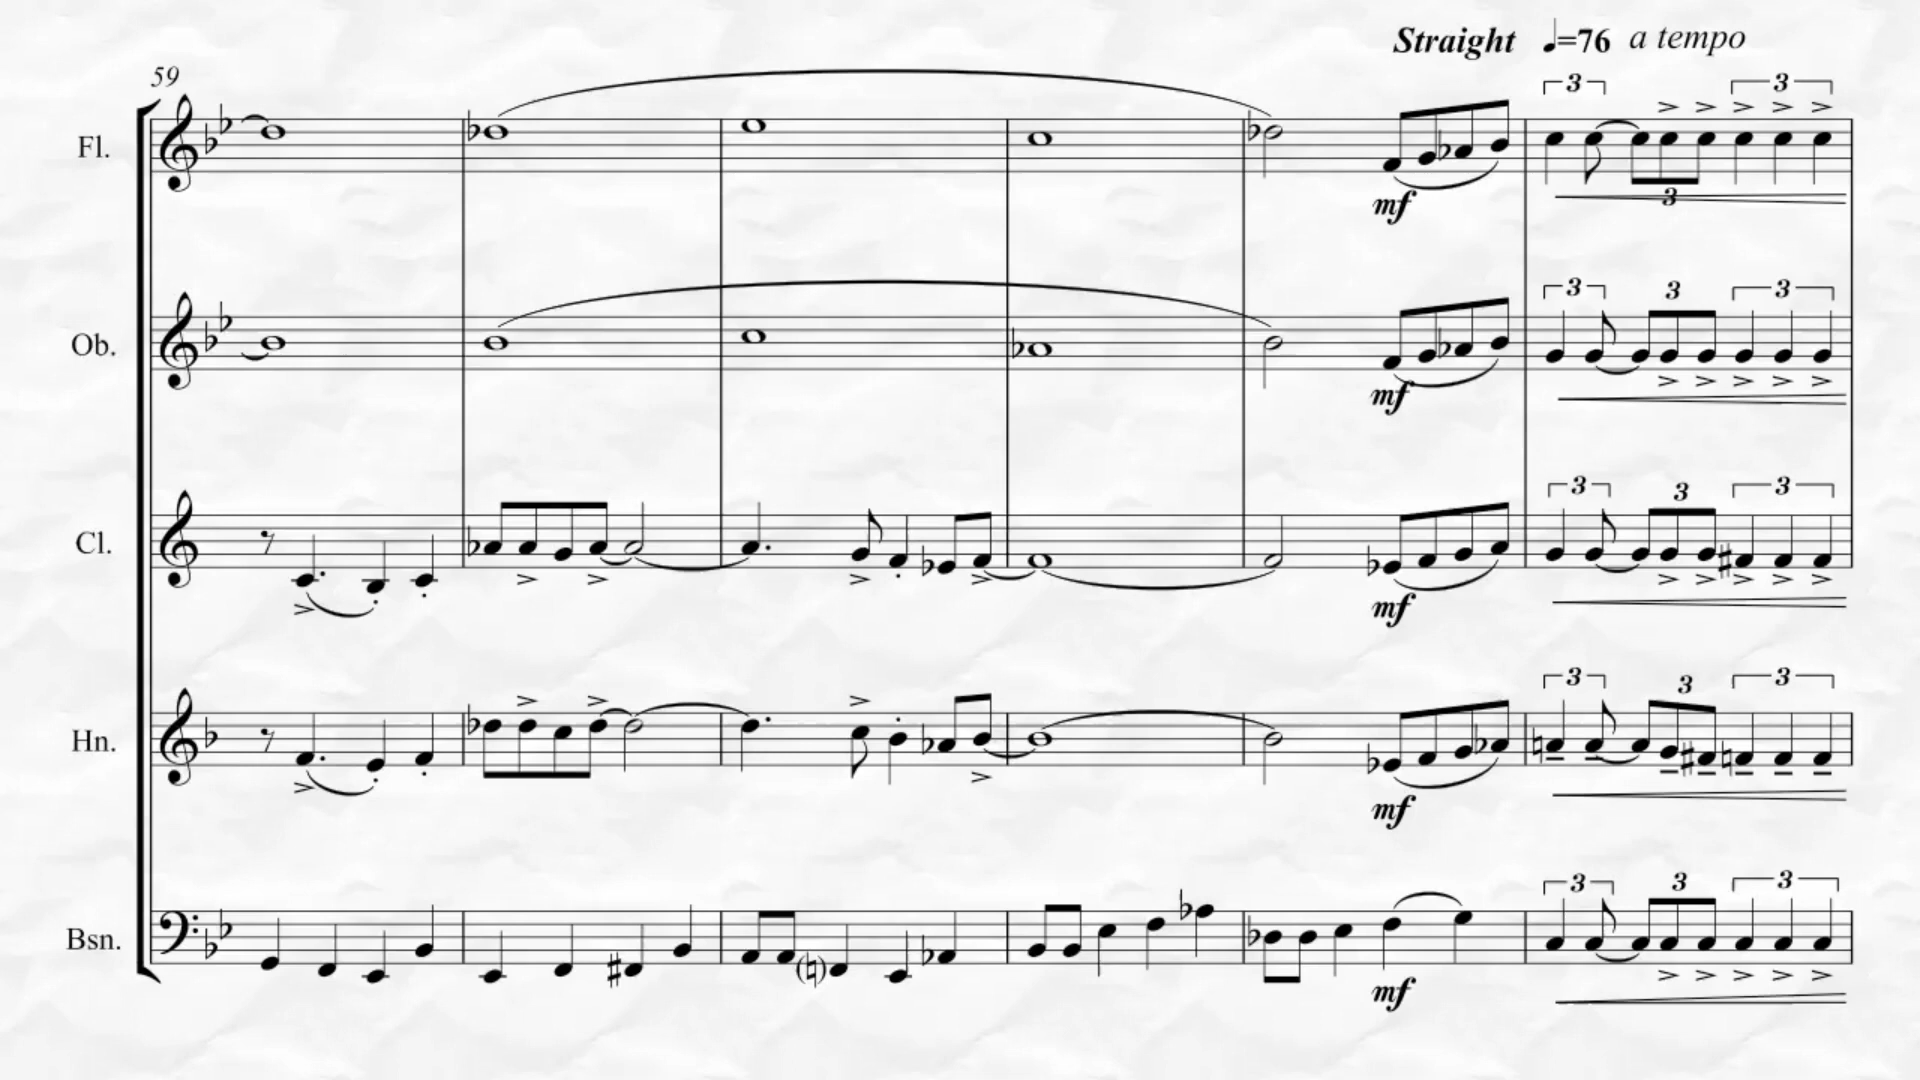 Straight ♩=76 a tempo
59
3 3
Fl.
mf
3
3 3 3
Ob.
mf
3 3 3
Cl.
mf
3 3 3
Hn.
mf
3 3 3
Bsn.
mf